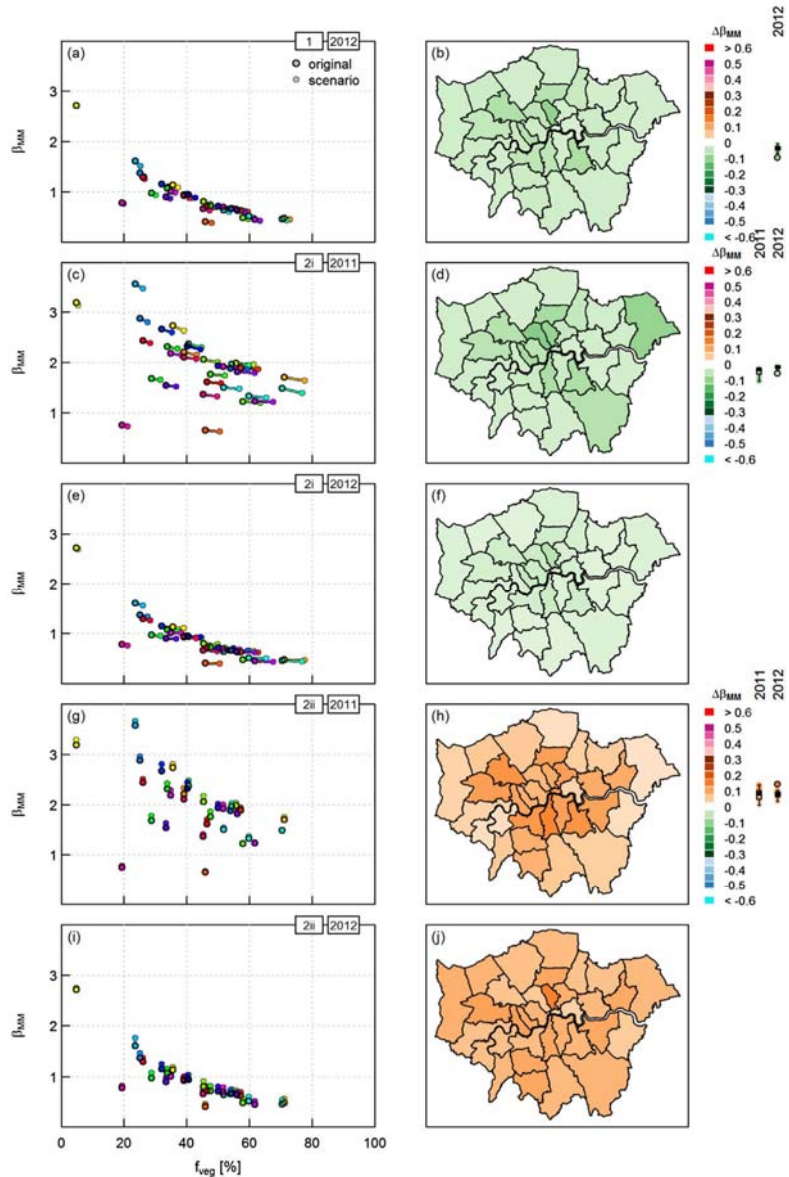 (a)
1 2012
original
scenario
3
2
1
β_MM
(b)
Δβ_MM
2012
> 0.6
0.5
0.4
0.3
0.2
0.1
0
-0.1
-0.2
-0.3
-0.4
-0.5
< -0.6
(c)
2i 2011
3
2
1
β_MM
(d)
Δβ_MM
2011
2012
> 0.6
0.5
0.4
0.3
0.2
0.1
0
-0.1
-0.2
-0.3
-0.4
-0.5
< -0.6
(e)
2i 2012
3
2
1
β_MM
(f)
(g)
2ii 2011
3
2
1
β_MM
(h)
Δβ_MM
2011
2012
> 0.6
0.5
0.4
0.3
0.2
0.1
0
-0.1
-0.2
-0.3
-0.4
-0.5
< -0.6
(i)
2ii 2012
3
2
1
β_MM
0 20 40 60 80 100
f_veg [%]
(j)